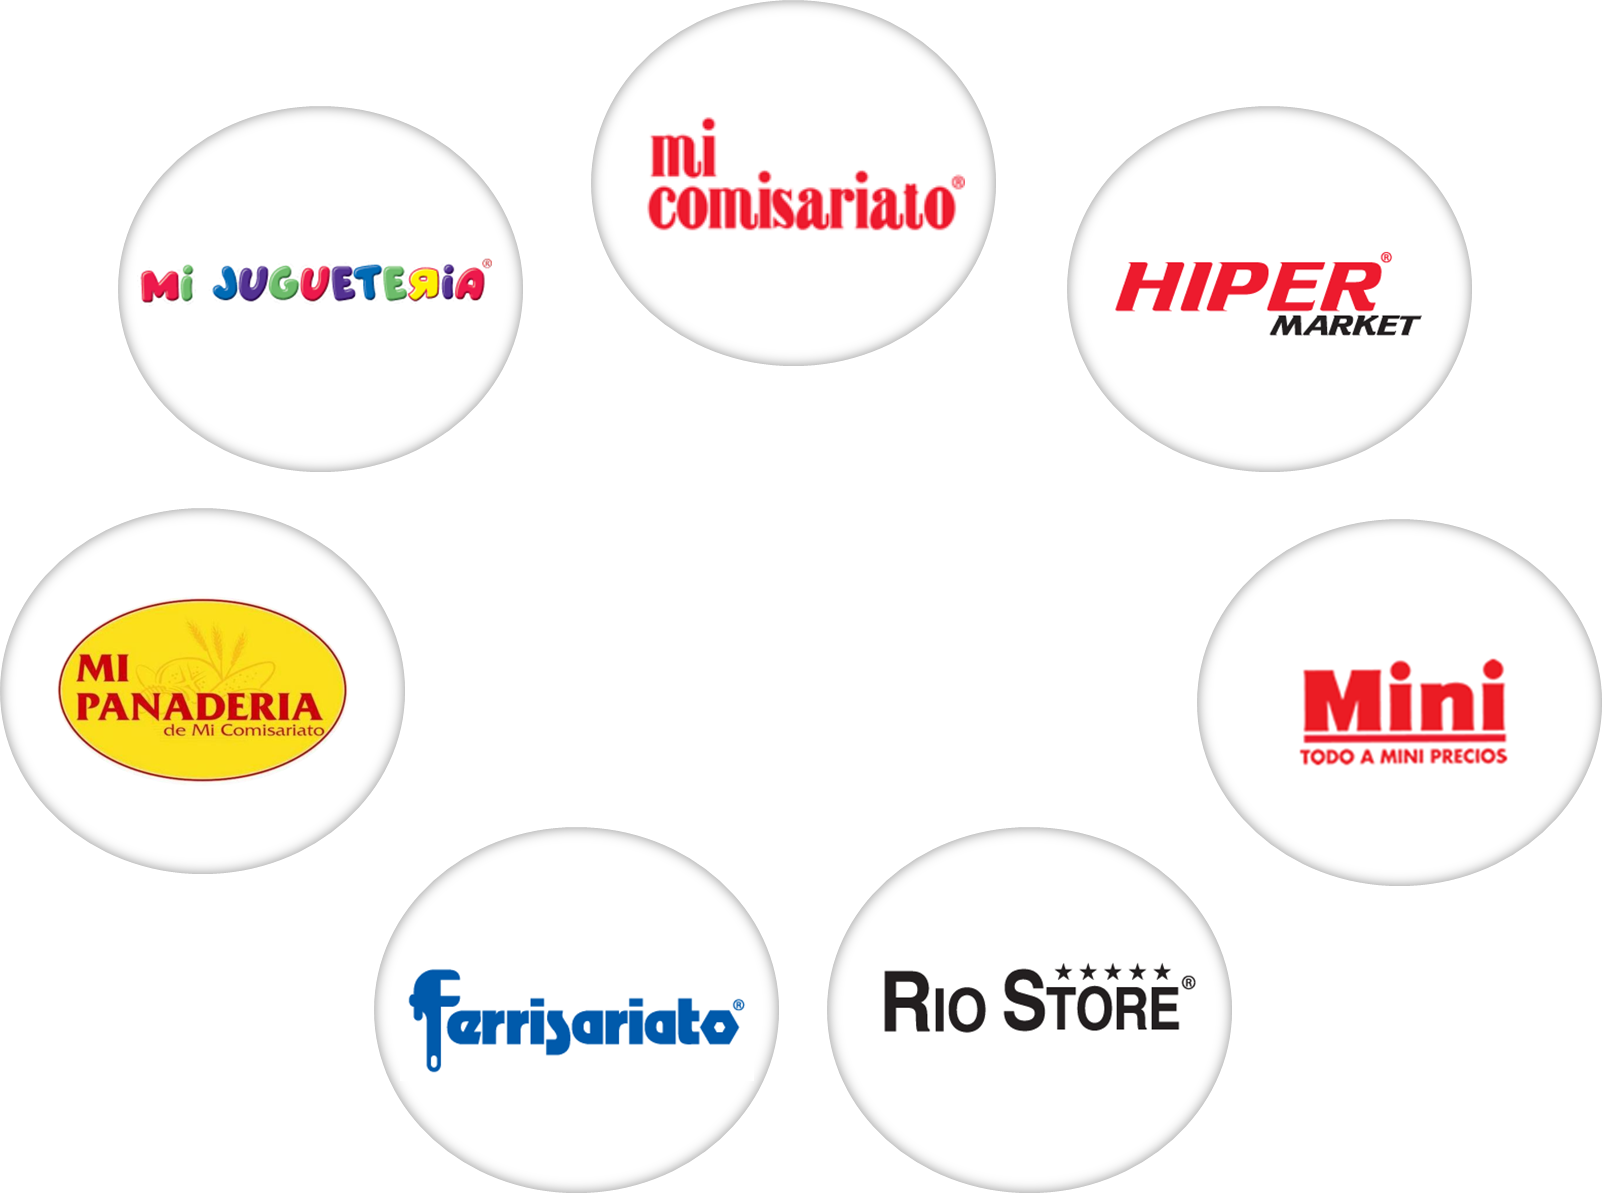 mi
comisariato®
MI JUGUETERIA®
HIPER®
MARKET
MI
PANADERIA
de Mi Comisariato
Mini
TODO A MINI PRECIOS
Ferrisariato®
RIO STORE®